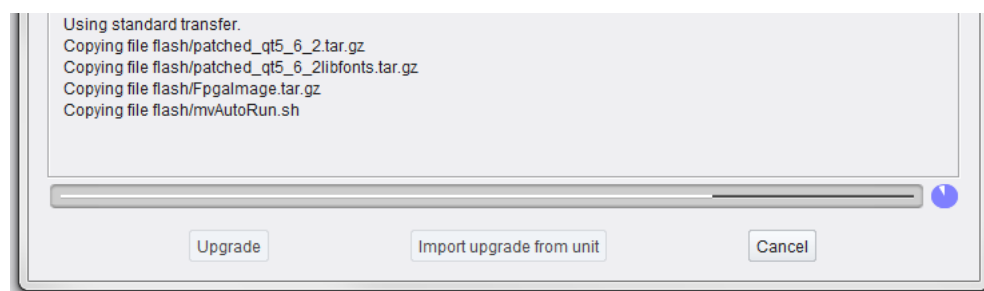 Using standard transfer.
Copying file flash/patched_qt5_6_2.tar.gz
Copying file flash/patched_qt5_6_2libfonts.tar.gz
Copying file flash/FpgaImage.tar.gz
Copying file flash/mvAutoRun.sh
Upgrade
Import upgrade from unit
Cancel